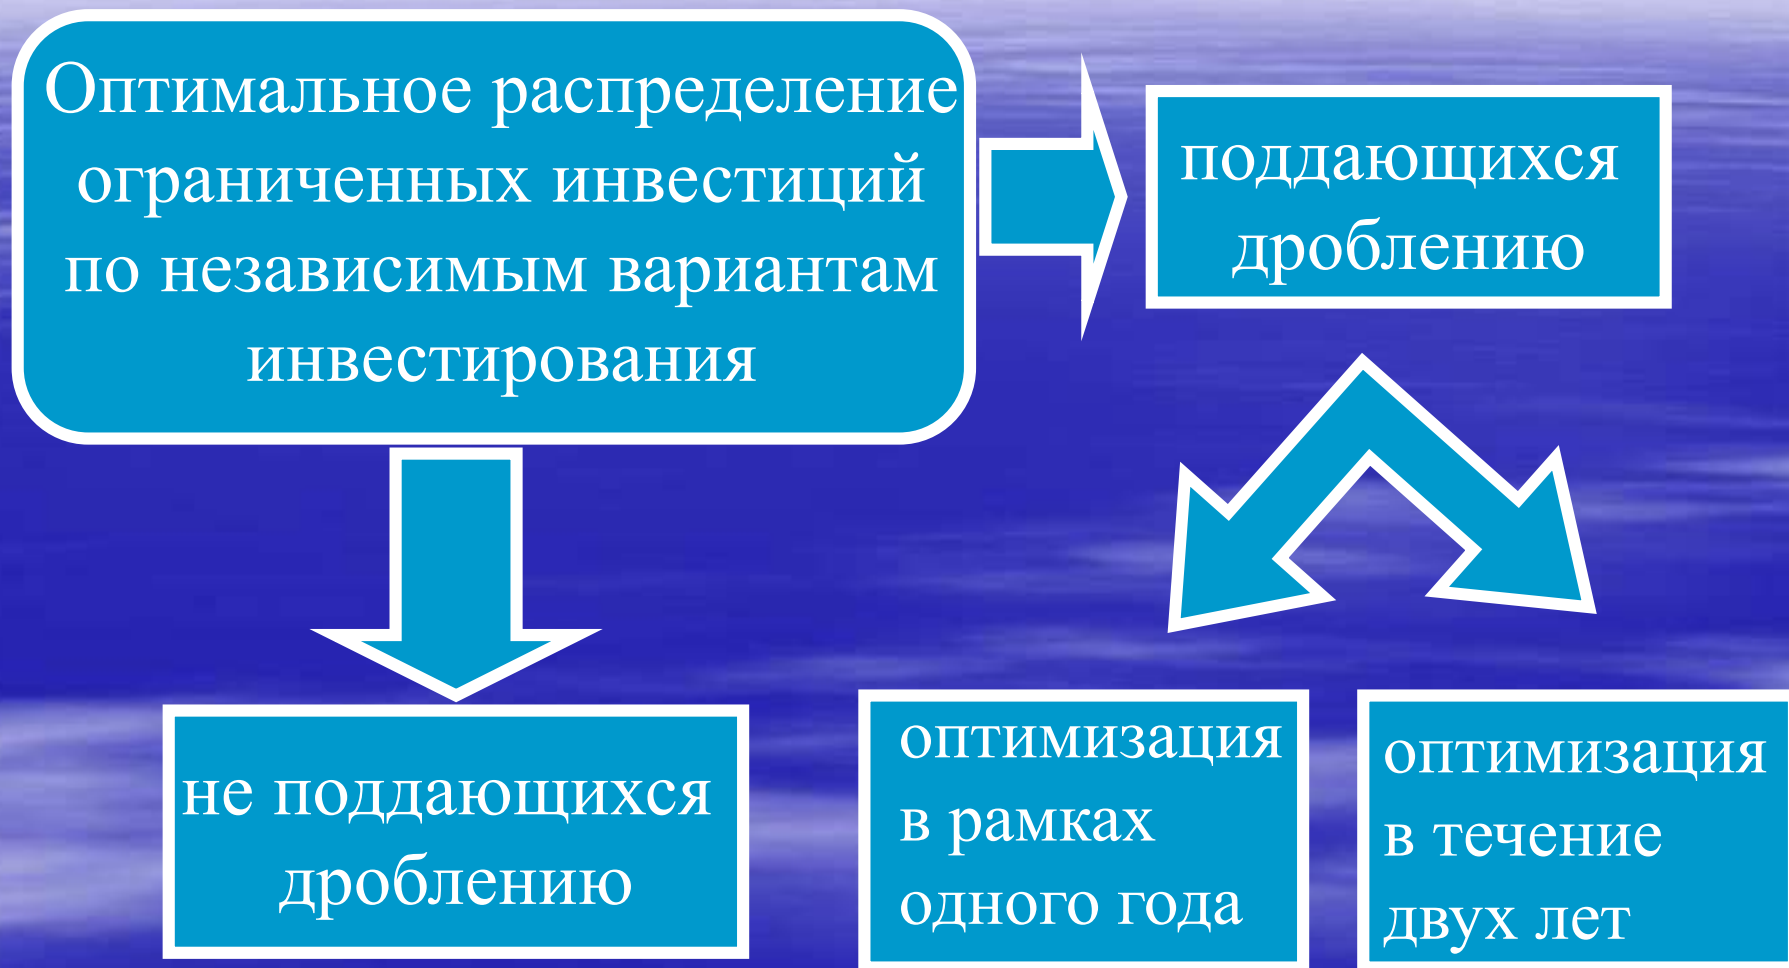 Оптимальное распределение
ограниченных инвестиций
по независимым вариантам
инвестирования
поддающихся
дроблению
не поддающихся
дроблению
оптимизация
в рамках
одного года
оптимизация
в течение
двух лет